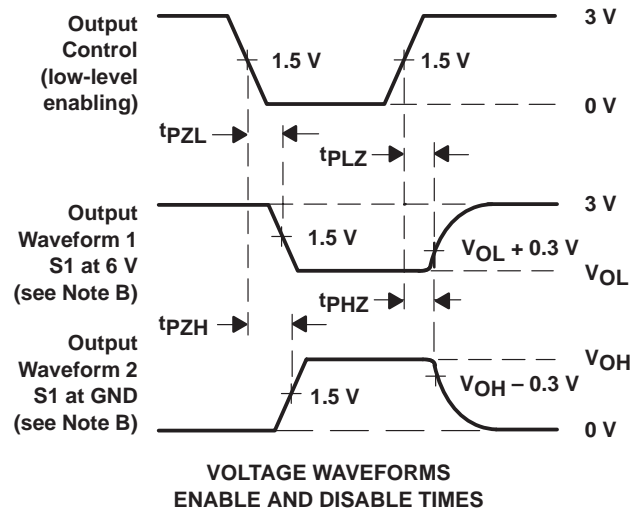 Output
Control
(low-level
enabling)
3 V
1.5 V
1.5 V
0 V
tPZL
tPLZ
Output
Waveform 1
S1 at 6 V
(see Note B)
3 V
1.5 V
VOL + 0.3 V
VOL
tPHZ
tPZH
Output
Waveform 2
S1 at GND
(see Note B)
VOH
VOH – 0.3 V
1.5 V
0 V
VOLTAGE WAVEFORMS
ENABLE AND DISABLE TIMES